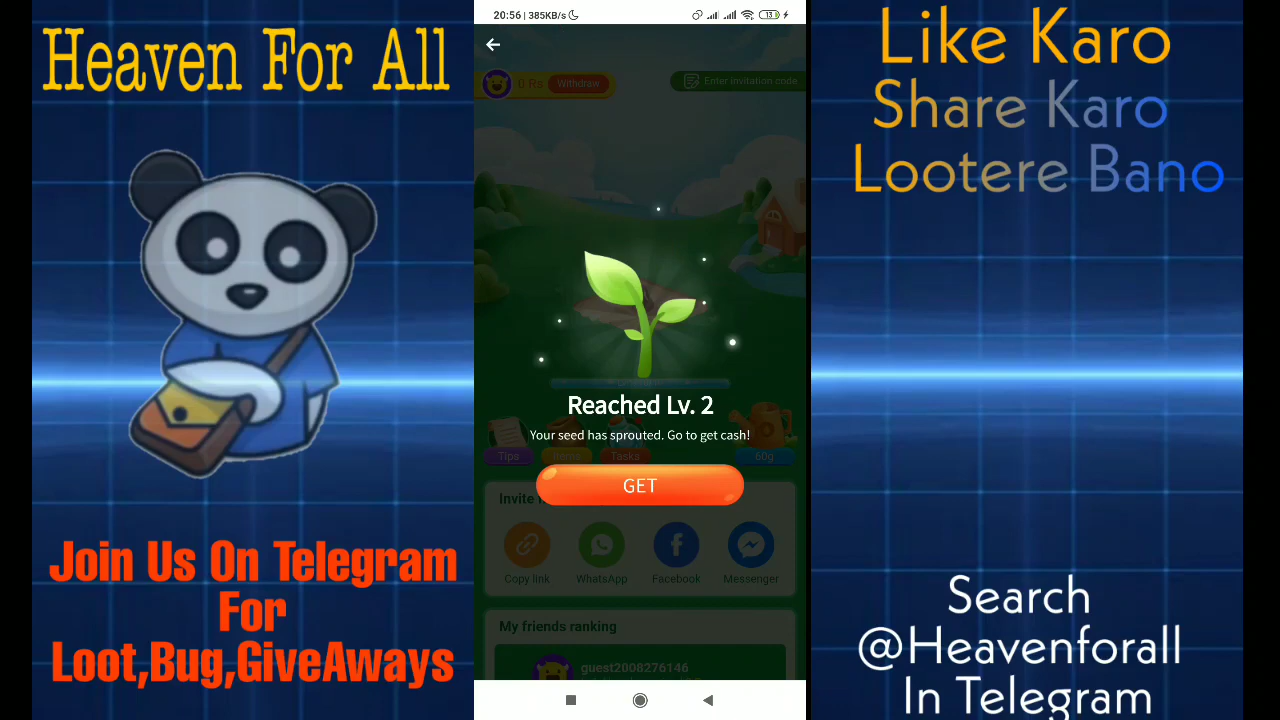 Heaven For All
Join Us On Telegram
For
Loot,Bug,GiveAways
20:56 | 385KB/s
13
0 Rs
Withdraw
Enter invitation code
Reached Lv. 2
Your seed has sprouted. Go to get cash!
Tips
Items
Tasks
60g
GET
Copy link
WhatsApp
Facebook
Messenger
My friends ranking
guest2008276146
Like Karo
Share Karo
Lootere Bano
Search
@Heavenforall
In Telegram